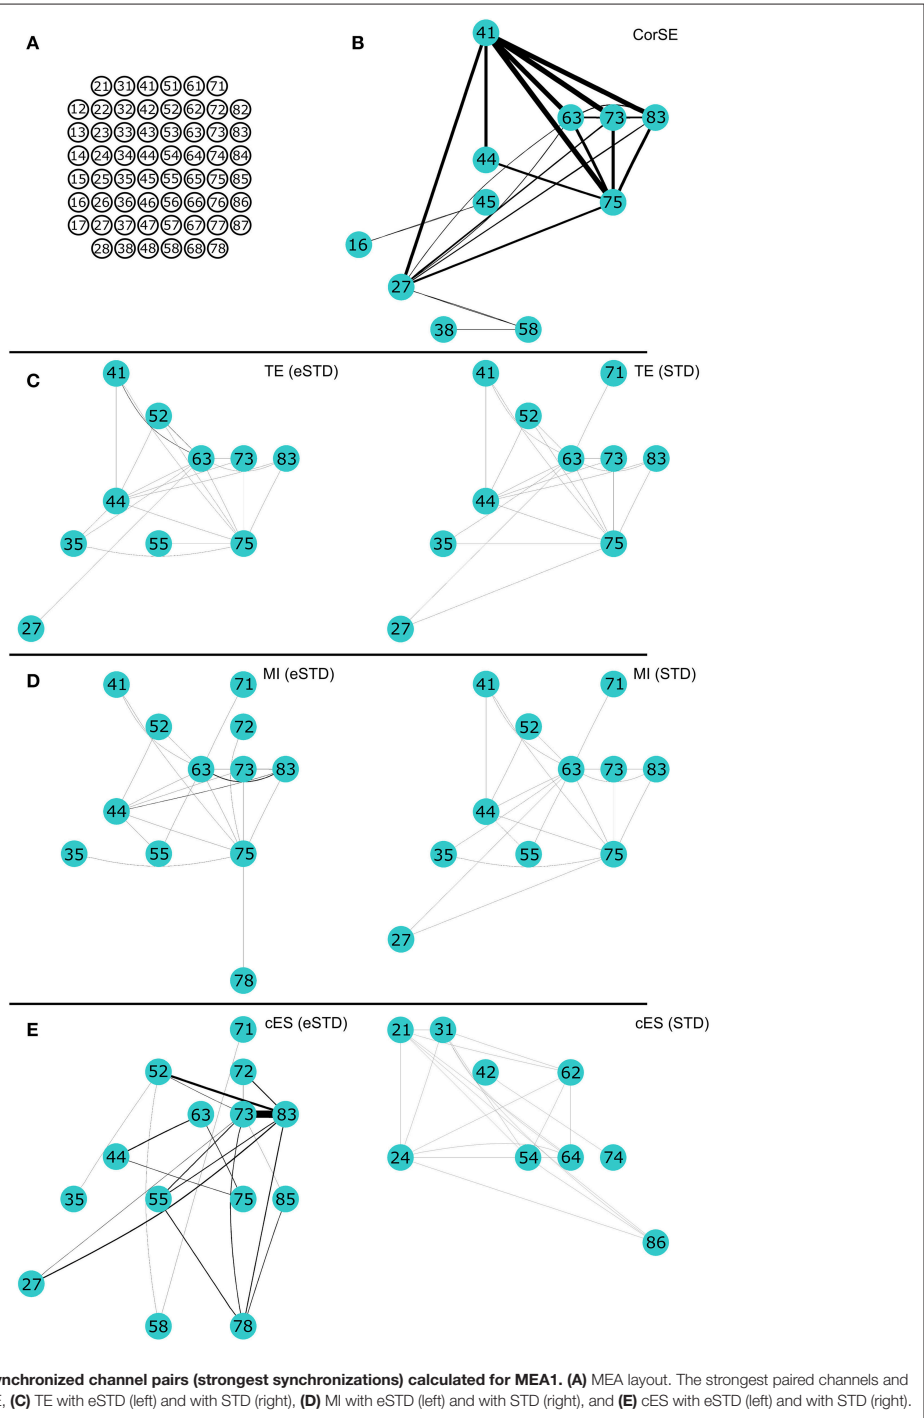 A
21 31 41 51 61 71
12 22 32 42 52 62 72 82
13 23 33 43 53 63 73 83
14 24 34 44 54 64 74 84
15 25 35 45 55 65 75 85
16 26 36 46 56 66 76 86
17 27 37 47 57 67 77 87
28 38 48 58 68 78
B
CorSE
41
63 73 83
44
45 75
16
27
38 58
C
TE (eSTD)
41
52
63 73 83
44
35 55 75
27
TE (STD)
41 71
52
63 73 83
44
35 75
27
D
MI (eSTD)
41 71
52 72
63 73 83
44
35 55 75
78
MI (STD)
41 71
52
63 73 83
44
35 55 75
27
E
cES (eSTD)
71
52 72
63 73 83
44
35 55 75 85
27
58 78
cES (STD)
21 31
42 62
24 54 64 74
86
nchronized channel pairs (strongest synchronizations) calculated for MEA1. (A) MEA layout. The strongest paired channels and
, (C) TE with eSTD (left) and with STD (right), (D) MI with eSTD (left) and with STD (right), and (E) cES with eSTD (left) and with STD (right).